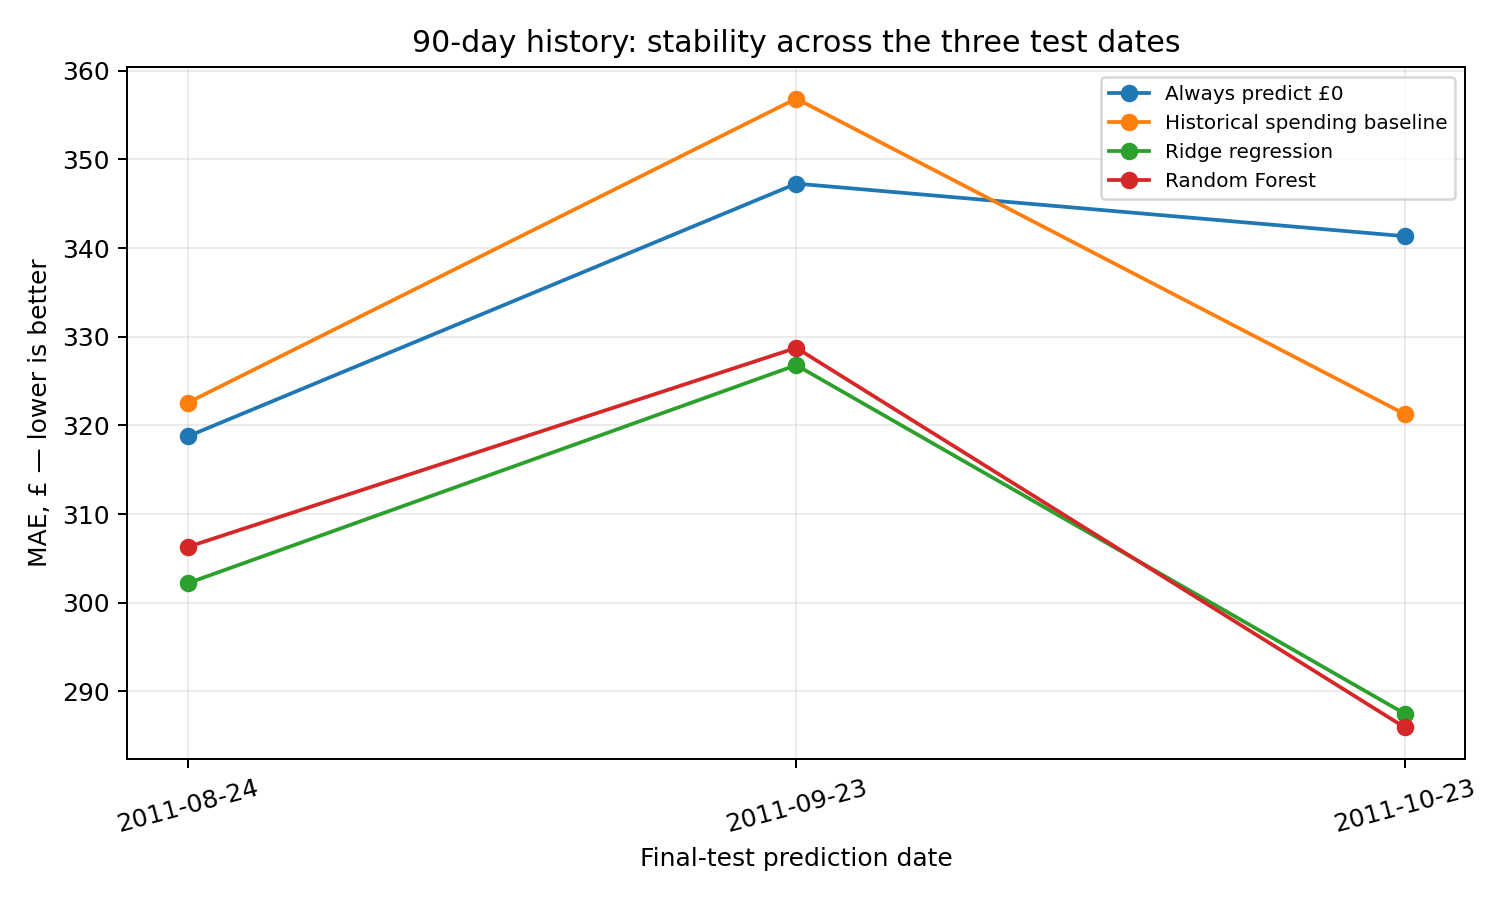 90-day history: stability across the three test dates
360
350
340
330
320
310
300
290
MAE, £ — lower is better
Always predict £0
Historical spending baseline
Ridge regression
Random Forest
2011-08-24
2011-09-23
2011-10-23
Final-test prediction date